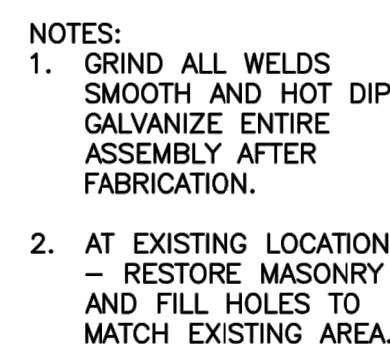 NOTES:
1. GRIND ALL WELDS
SMOOTH AND HOT DIP
GALVANIZE ENTIRE
ASSEMBLY AFTER
FABRICATION.
2. AT EXISTING LOCATION
– RESTORE MASONRY
AND FILL HOLES TO
MATCH EXISTING AREA.